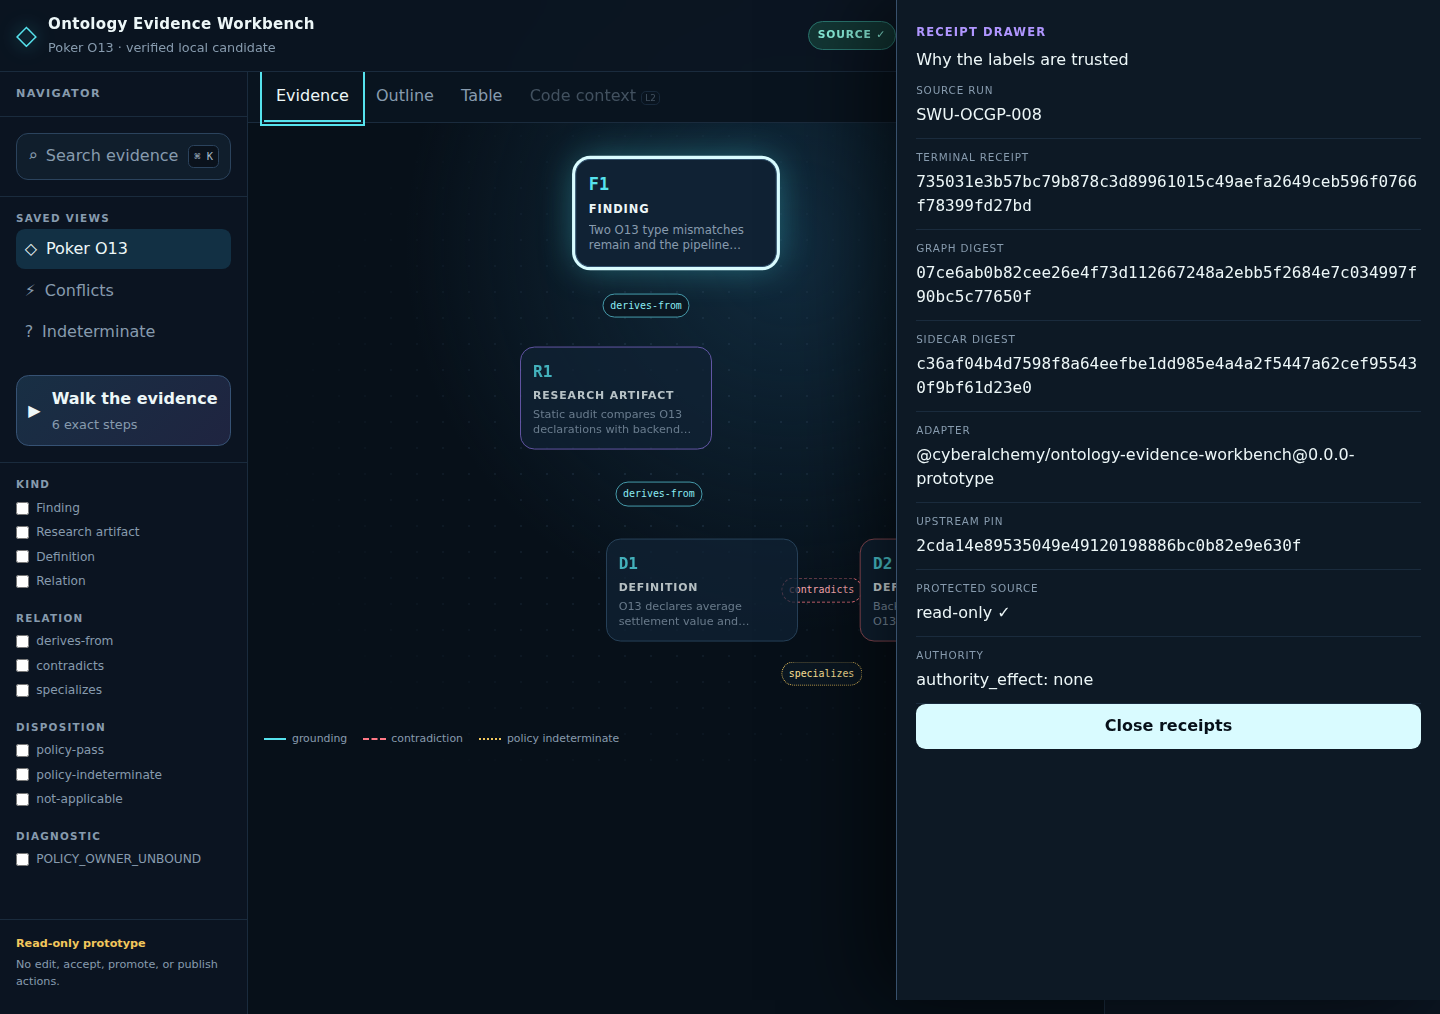 Ontology Evidence Workbench
Poker O13 · verified local candidate
SOURCE ✓
NAVIGATOR
Search evidence ⌘ K
SAVED VIEWS
Poker O13
Conflicts
? Indeterminate
Walk the evidence
6 exact steps
KIND
Finding
Research artifact
Definition
Relation
RELATION
derives-from
contradicts
specializes
DISPOSITION
policy-pass
policy-indeterminate
not-applicable
DIAGNOSTIC
POLICY_OWNER_UNBOUND
Read-only prototype
No edit, accept, promote, or publish
actions.
Evidence Outline Table Code context L2
F1
FINDING
Two O13 type mismatches
remain and the pipeline…
derives-from
R1
RESEARCH ARTIFACT
Static audit compares O13
declarations with backend…
derives-from
D1
DEFINITION
O13 declares average
settlement value and…
contradicts
D2
DEF
Bac
O13
specializes
grounding contradiction policy indeterminate
RECEIPT DRAWER
Why the labels are trusted
SOURCE RUN
SWU-OCGP-008
TERMINAL RECEIPT
735031e3b57bc79b878c3d89961015c49aefa2649ceb596f0766
f78399fd27bd
GRAPH DIGEST
07ce6ab0b82cee26e4f73d112667248a2ebb5f2684e7c034997f
90bc5c77650f
SIDECAR DIGEST
c36af04b4d7598f8a64eefbe1dd985e4a4a2f5447a62cef95543
0f9bf61d23e0
ADAPTER
@cyberalchemy/ontology-evidence-workbench@0.0.0-
prototype
UPSTREAM PIN
2cda14e89535049e49120198886bc0b82e9e630f
PROTECTED SOURCE
read-only ✓
AUTHORITY
authority_effect: none
Close receipts